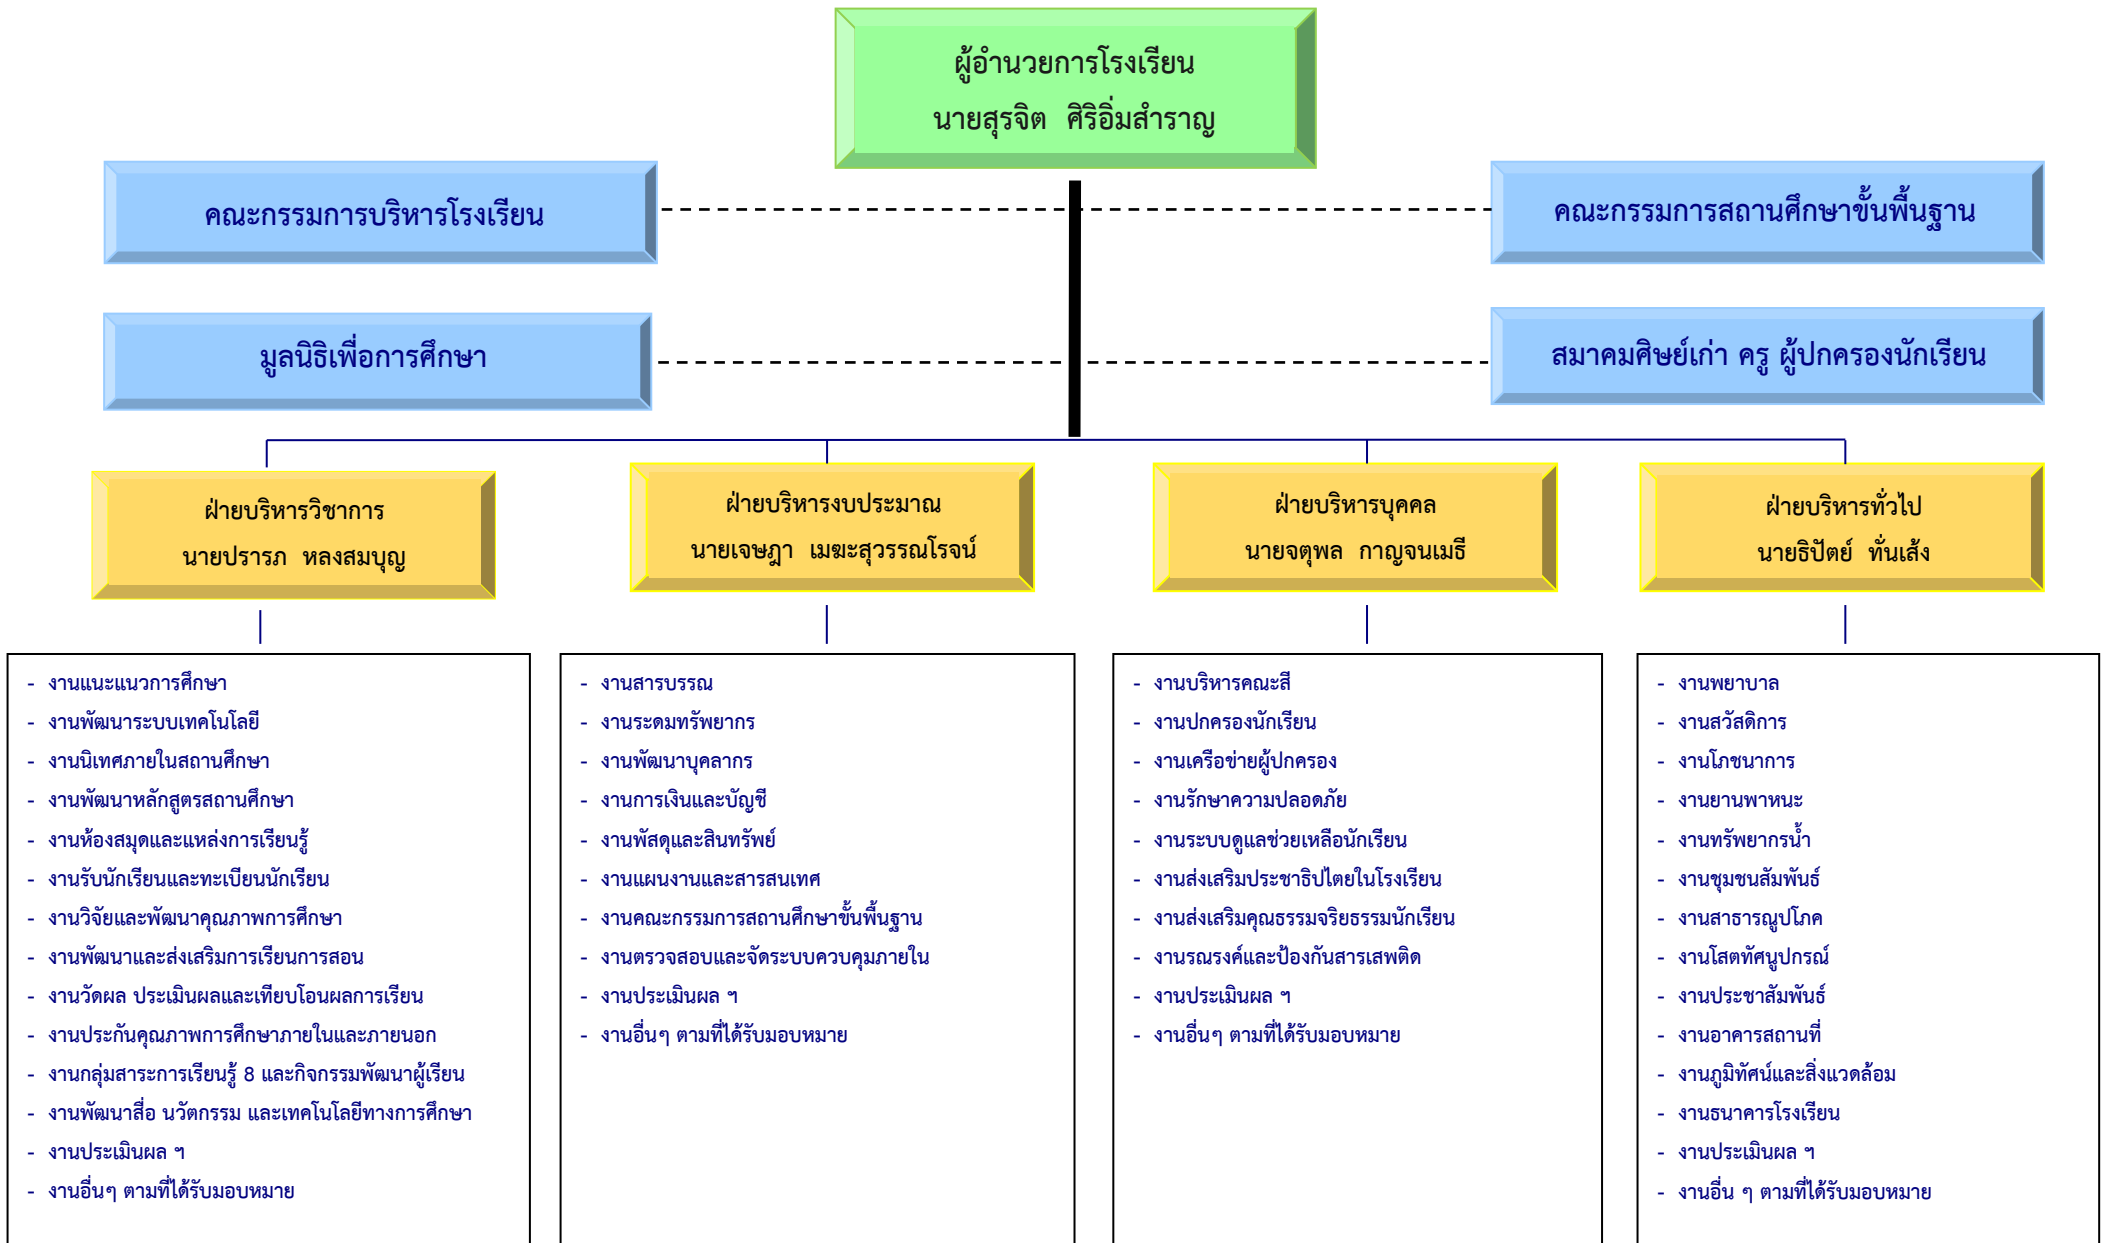 ผู้อำนวยการโรงเรียน
นายสุรจิต ศิริอิ่มสำราญ
คณะกรรมการบริหารโรงเรียน
คณะกรรมการสถานศึกษาขั้นพื้นฐาน
มูลนิธิเพื่อการศึกษา
สมาคมศิษย์เก่า ครู ผู้ปกครองนักเรียน
ฝ่ายบริหารวิชาการ
นายปรารภ หลงสมบุญ
ฝ่ายบริหารงบประมาณ
นายเจษฎา เมฆะสุวรรณโรจน์
ฝ่ายบริหารบุคคล
นายจตุพล กาญจนเมธี
ฝ่ายบริหารทั่วไป
นายธิปัตย์ ทั่นเส้ง
- งานแนะแนวการศึกษา
- งานพัฒนาระบบเทคโนโลยี
- งานนิเทศภายในสถานศึกษา
- งานพัฒนาหลักสูตรสถานศึกษา
- งานห้องสมุดและแหล่งการเรียนรู้
- งานรับนักเรียนและทะเบียนนักเรียน
- งานวิจัยและพัฒนาคุณภาพการศึกษา
- งานพัฒนาและส่งเสริมการเรียนการสอน
- งานวัดผล ประเมินผลและเทียบโอนผลการเรียน
- งานประกันคุณภาพการศึกษาภายในและภายนอก
- งานกลุ่มสาระการเรียนรู้ 8 และกิจกรรมพัฒนาผู้เรียน
- งานพัฒนาสื่อ นวัตกรรม และเทคโนโลยีทางการศึกษา
- งานประเมินผล ฯ
- งานอื่นๆ ตามที่ได้รับมอบหมาย
- งานสารบรรณ
- งานระดมทรัพยากร
- งานพัฒนาบุคลากร
- งานการเงินและบัญชี
- งานพัสดุและสินทรัพย์
- งานแผนงานและสารสนเทศ
- งานคณะกรรมการสถานศึกษาขั้นพื้นฐาน
- งานตรวจสอบและจัดระบบควบคุมภายใน
- งานประเมินผล ฯ
- งานอื่นๆ ตามที่ได้รับมอบหมาย
- งานบริหารคณะสี
- งานปกครองนักเรียน
- งานเครือข่ายผู้ปกครอง
- งานรักษาความปลอดภัย
- งานระบบดูแลช่วยเหลือนักเรียน
- งานส่งเสริมประชาธิปไตยในโรงเรียน
- งานส่งเสริมคุณธรรมจริยธรรมนักเรียน
- งานรณรงค์และป้องกันสารเสพติด
- งานประเมินผล ฯ
- งานอื่นๆ ตามที่ได้รับมอบหมาย
- งานพยาบาล
- งานสวัสดิการ
- งานโภชนาการ
- งานยานพาหนะ
- งานทรัพยากรน้ำ
- งานชุมชนสัมพันธ์
- งานสาธารณูปโภค
- งานโสตทัศนูปกรณ์
- งานประชาสัมพันธ์
- งานอาคารสถานที่
- งานภูมิทัศน์และสิ่งแวดล้อม
- งานธนาคารโรงเรียน
- งานประเมินผล ฯ
- งานอื่น ๆ ตามที่ได้รับมอบหมาย